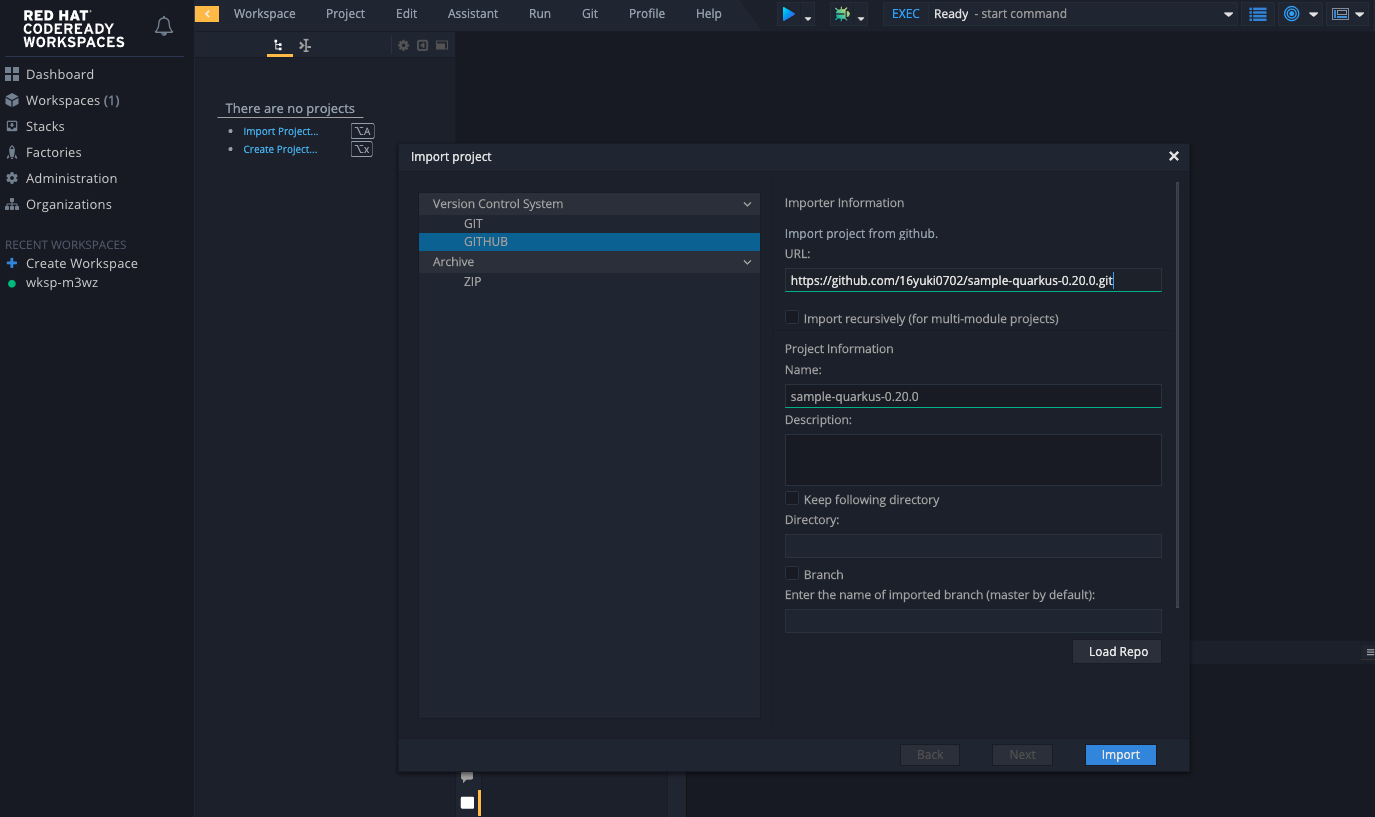 RED HAT
CODEREADY
WORKSPACES
Workspace Project Edit Assistant Run Git Profile Help
EXEC Ready - start command
Dashboard
Workspaces (1)
Stacks
Factories
Administration
Organizations
RECENT WORKSPACES
Create Workspace
wksp-m3wz
There are no projects
Import Project... ⌥A
Create Project... ⌥X
Import project
Version Control System
GIT
GITHUB
Archive
ZIP
Importer Information
Import project from github.
URL:
https://github.com/16yuki0702/sample-quarkus-0.20.0.git
Import recursively (for multi-module projects)
Project Information
Name:
sample-quarkus-0.20.0
Description:
Keep following directory
Directory:
Branch
Enter the name of imported branch (master by default):
Load Repo
Back Next Import